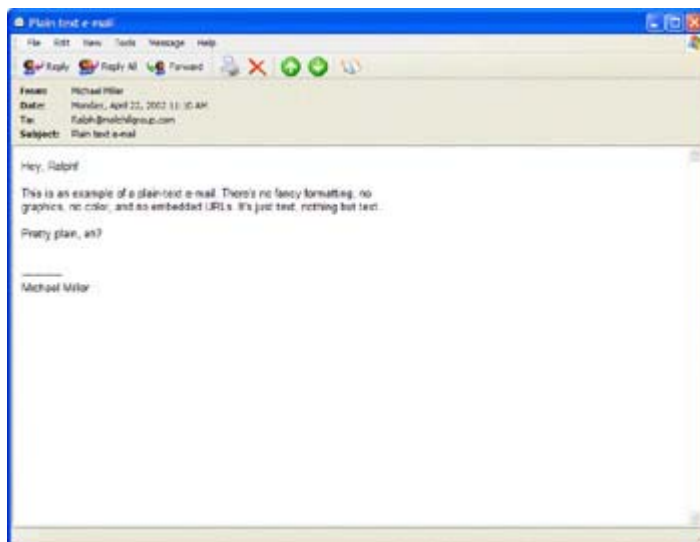 Plain text e-mail
File Edit View Tools Message Help
Reply Reply All Forward
From: Michael Miller
Date: Monday, April 22, 2002 11:10 AM
To:
Subject: Plain text e-mail
Hey, Ralph!
This is an example of a plain-text e-mail. There's no fancy formatting, no
graphics, no color, and no embedded URLs. It's just text, nothing but text.
Pretty plain, eh?
Michael Miller